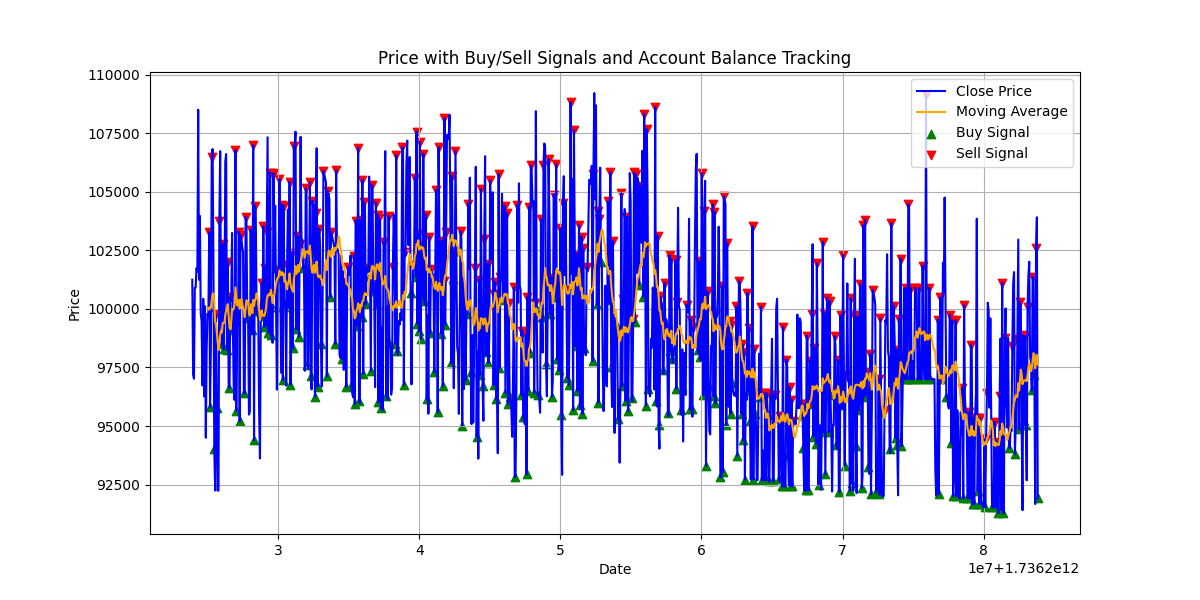 Price with Buy/Sell Signals and Account Balance Tracking
110000
107500
105000
102500
100000
97500
95000
92500
Price
Close Price
Moving Average
Buy Signal
Sell Signal
3 4 5 6 7 8
1e7+1.7362e12
Date